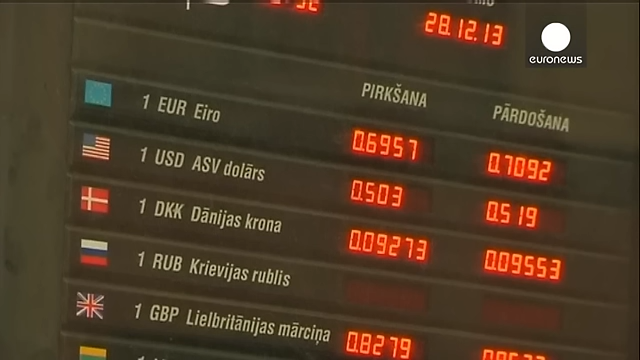 28.12.13
euronews
PIRKŠANA PĀRDOŠANA
1 EUR Eiro 0.6957 0.7092
1 USD ASV dolārs 0.503 0.519
1 DKK Dānijas krona 0.09273 0.09553
1 RUB Krievijas rublis
1 GBP Lielbritānijas mārciņa 0.8279